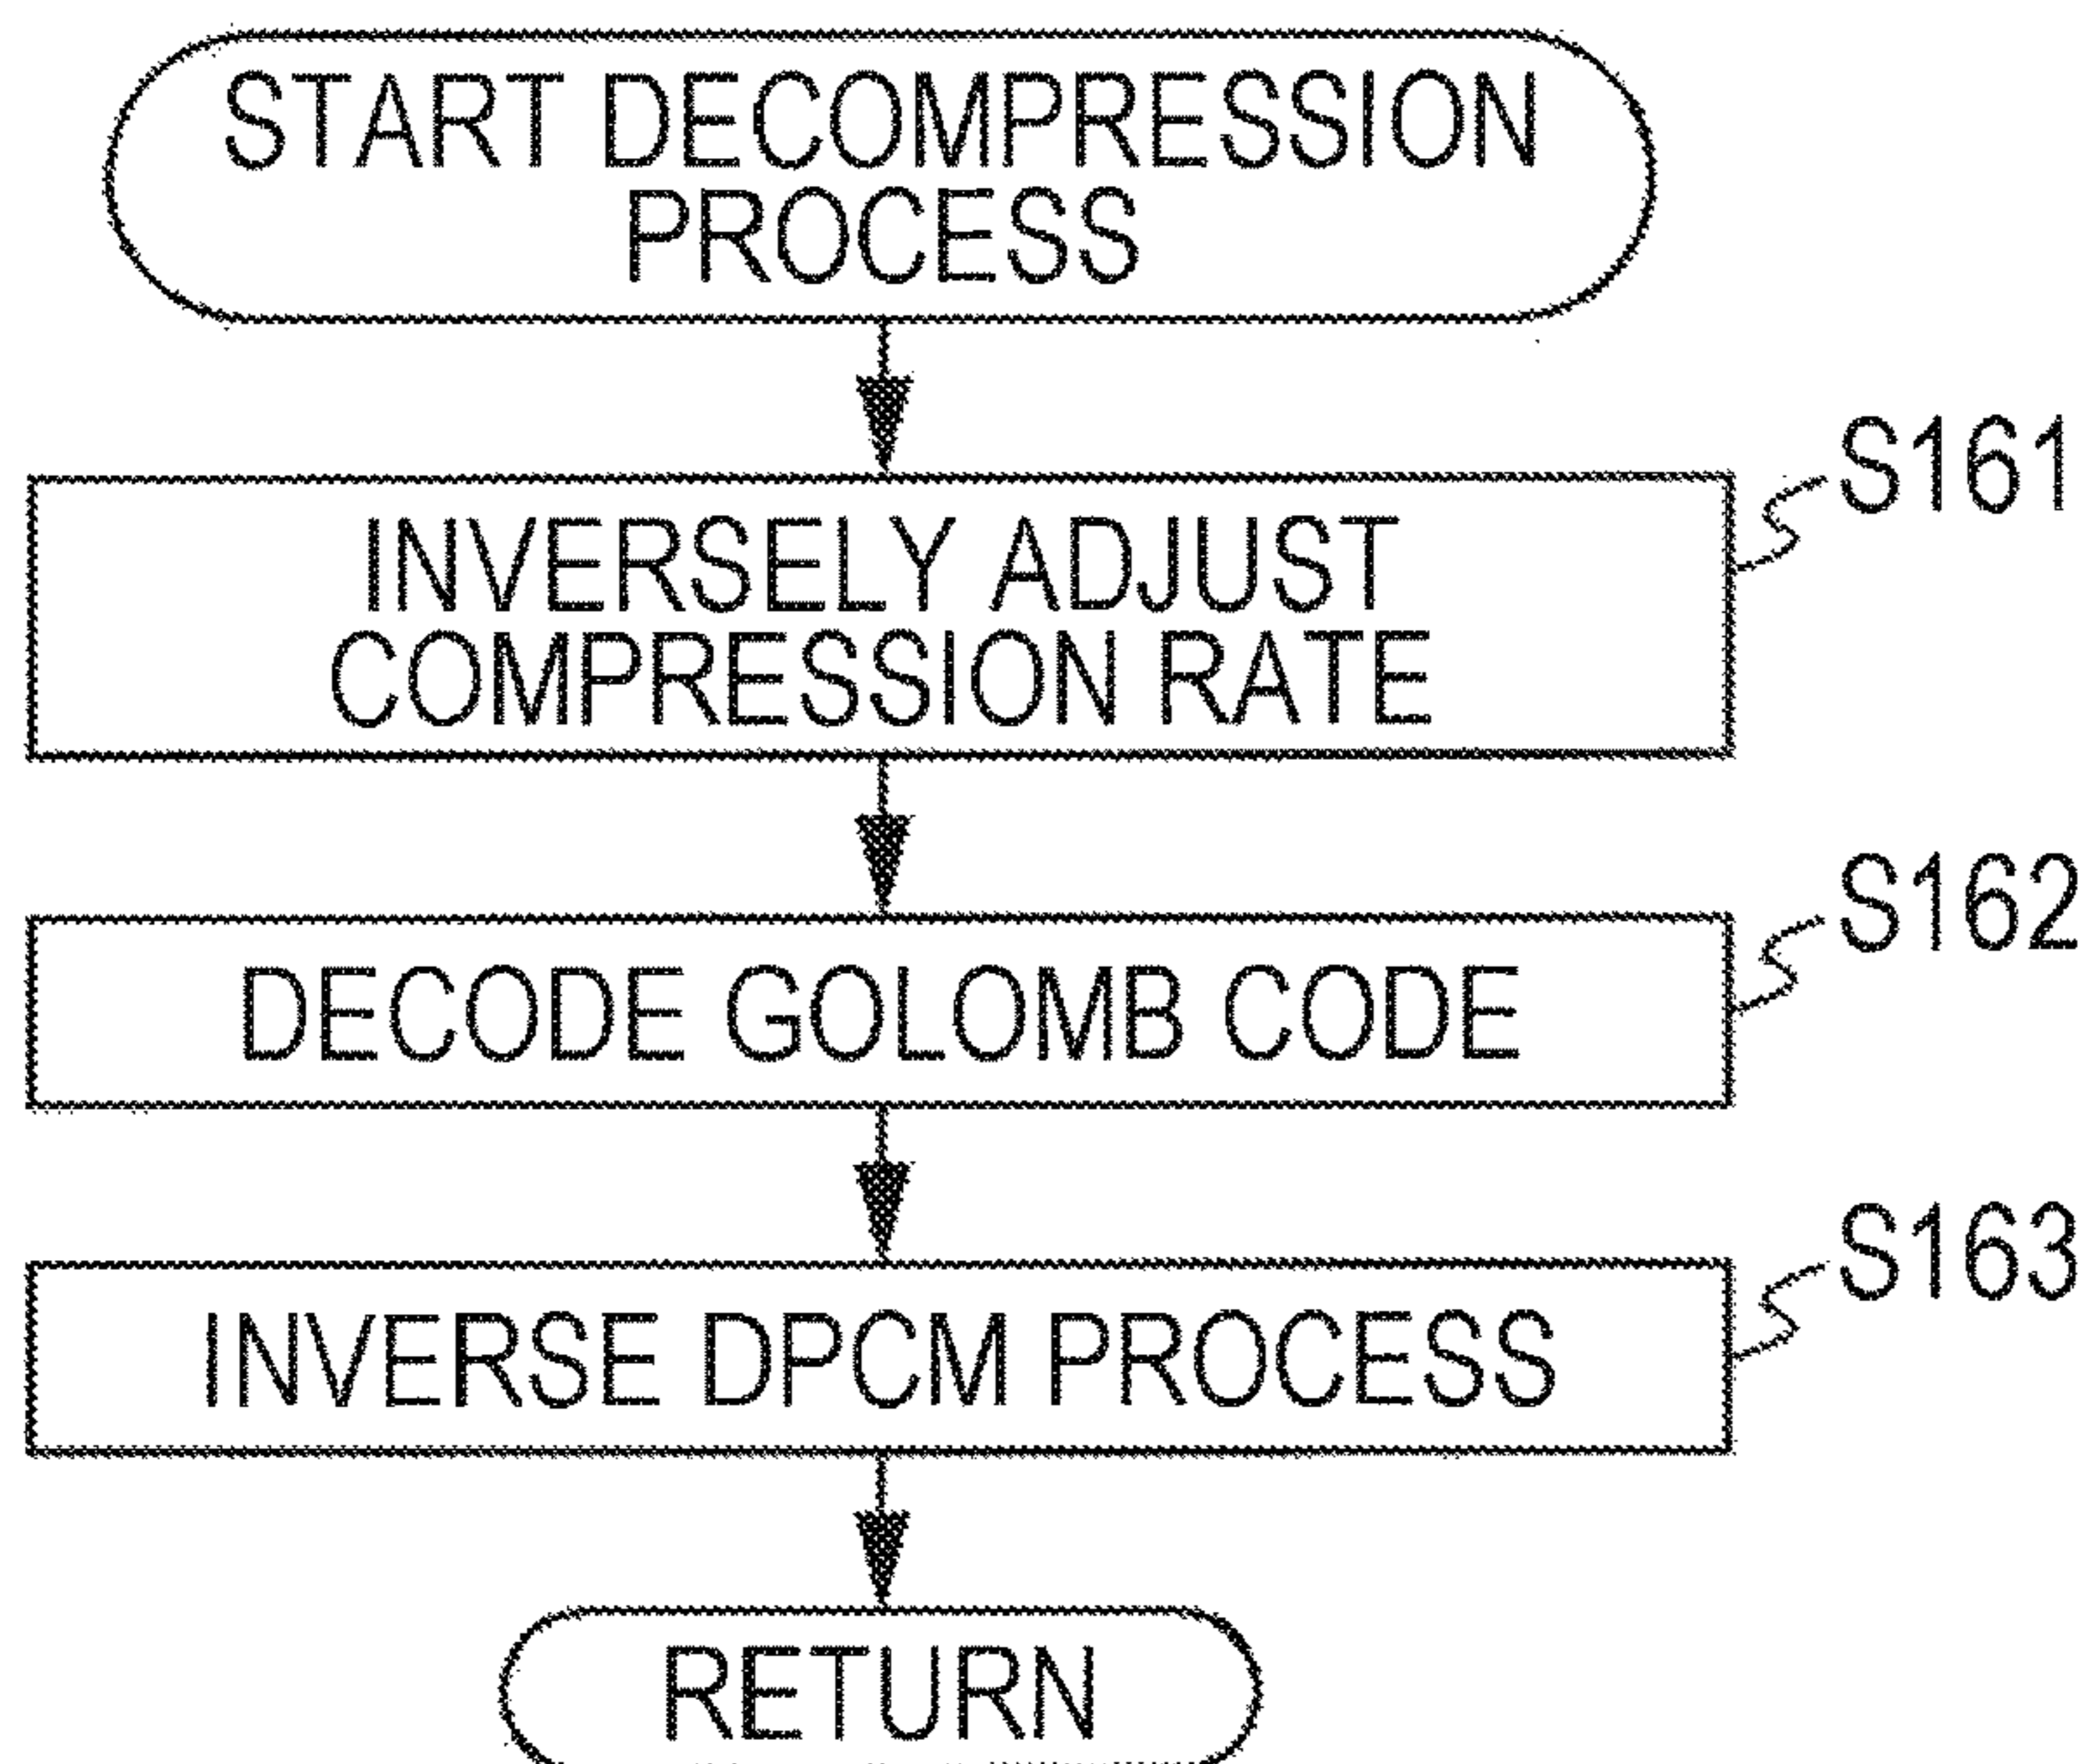 START DECOMPRESSION
PROCESS
S161
INVERSELY ADJUST
COMPRESSION RATE
S162
DECODE GOLOMB CODE
S163
INVERSE DPCM PROCESS
RETURN